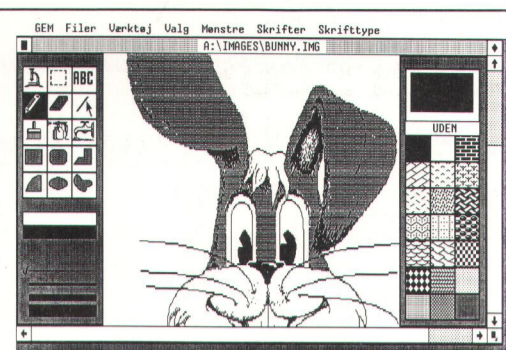 GEM Filer Værktøj Valg Mønstre Skrifter Skrifttype
A:\IMAGES\BUNNY.IMG
ABC
UDEN